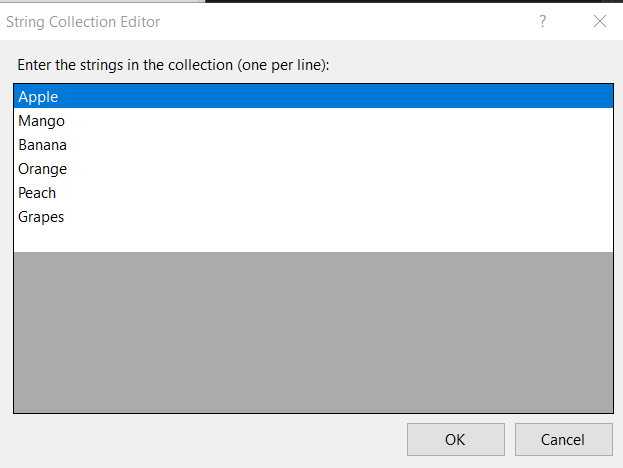 String Collection Editor ?
Enter the strings in the collection (one per line):
Apple
Mango
Banana
Orange
Peach
Grapes
OK Cancel